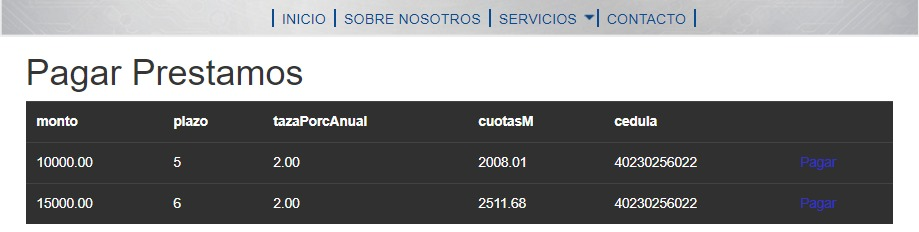 INICIO SOBRE NOSOTROS SERVICIOS CONTACTO
Pagar Prestamos
monto plazo tazaPorcAnual cuotasM cedula
10000.00 5 2.00 2008.01 40230256022 Pagar
15000.00 6 2.00 2511.68 40230256022 Pagar